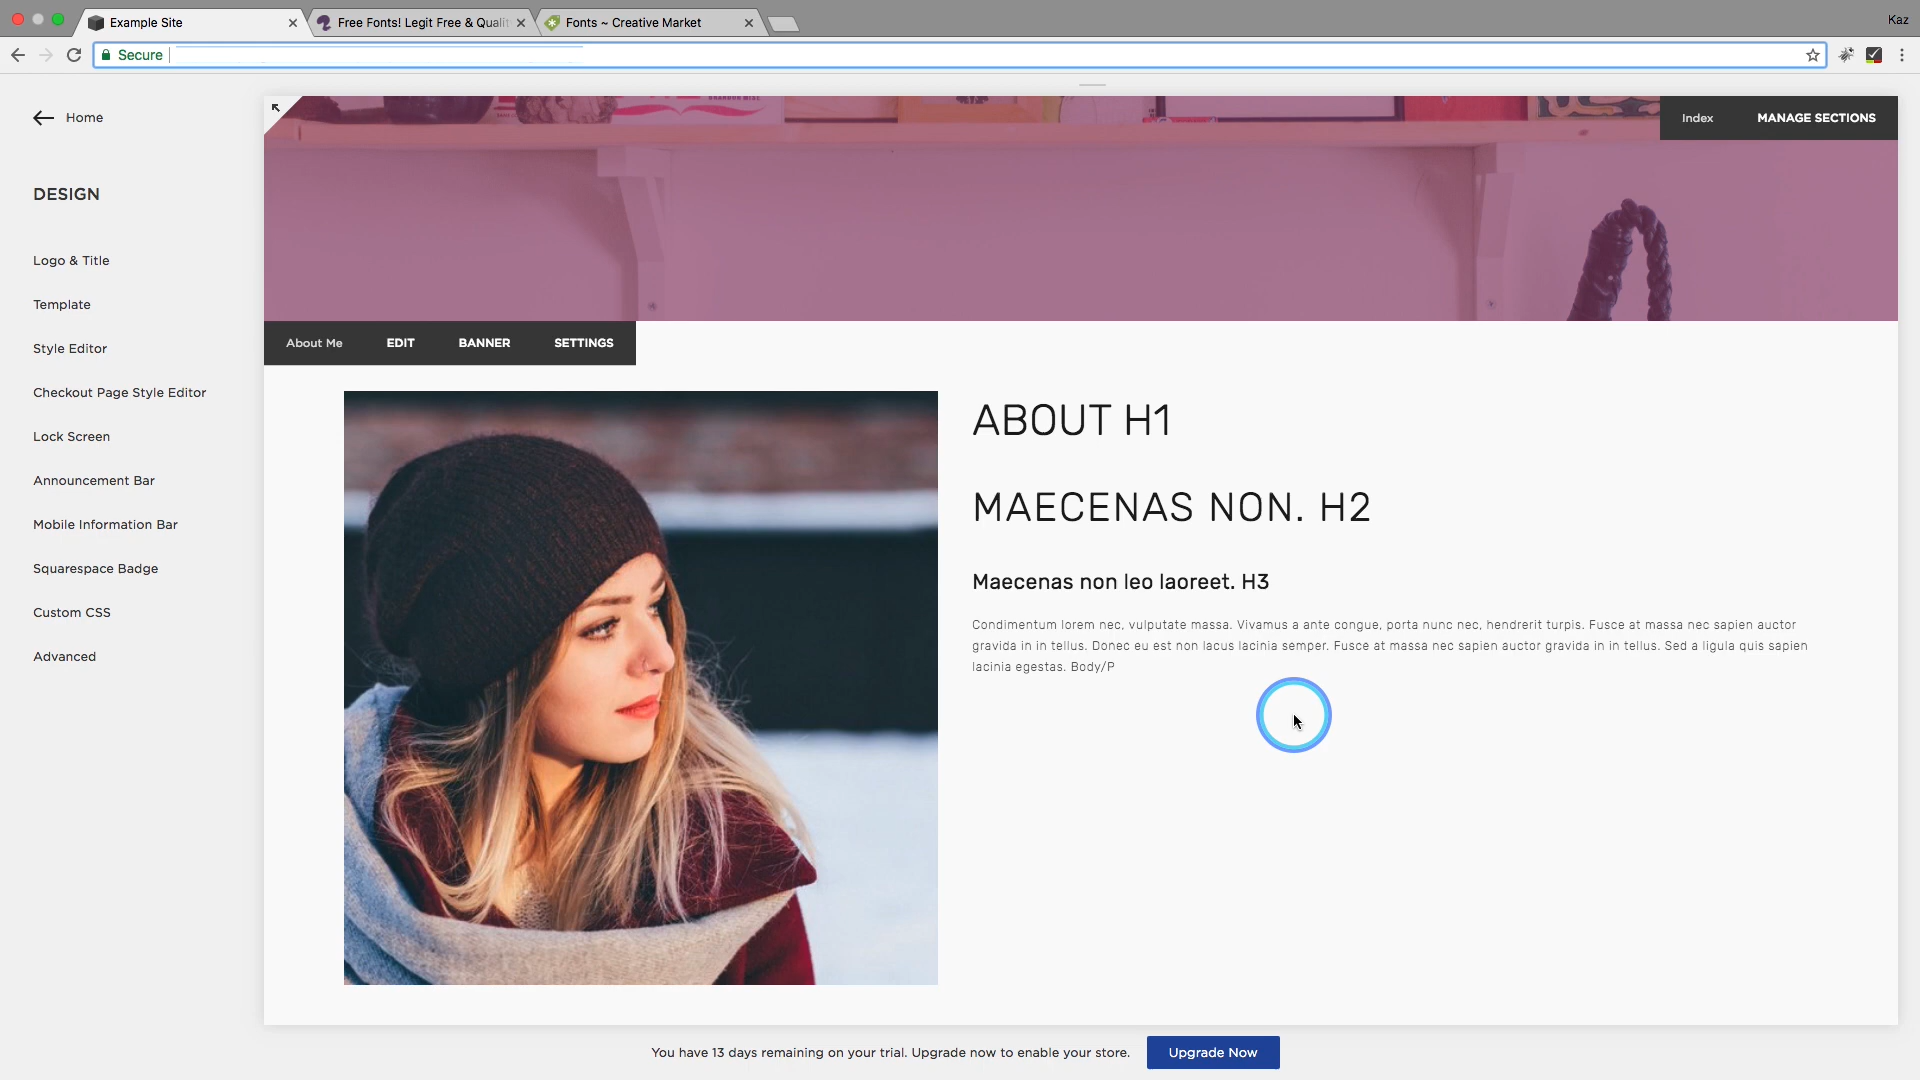 Example Site
Free Fonts! Legit Free & Qualit
Fonts ~ Creative Market
Kaz
Secure
Home
Index MANAGE SECTIONS
DESIGN
Logo & Title
Template
Style Editor
Checkout Page Style Editor
Lock Screen
Announcement Bar
Mobile Information Bar
Squarespace Badge
Custom CSS
Advanced
About Me EDIT BANNER SETTINGS
ABOUT H1
MAECENAS NON. H2
Maecenas non leo laoreet. H3
Condimentum lorem nec, vulputate massa. Vivamus a ante congue, porta nunc nec, hendrerit turpis. Fusce at massa nec sapien auctor
gravida in in tellus. Donec eu est non lacus lacinia semper. Fusce at massa nec sapien auctor gravida in in tellus. Sed a ligula quis sapien
lacinia egestas. Body/P
You have 13 days remaining on your trial. Upgrade now to enable your store.
Upgrade Now